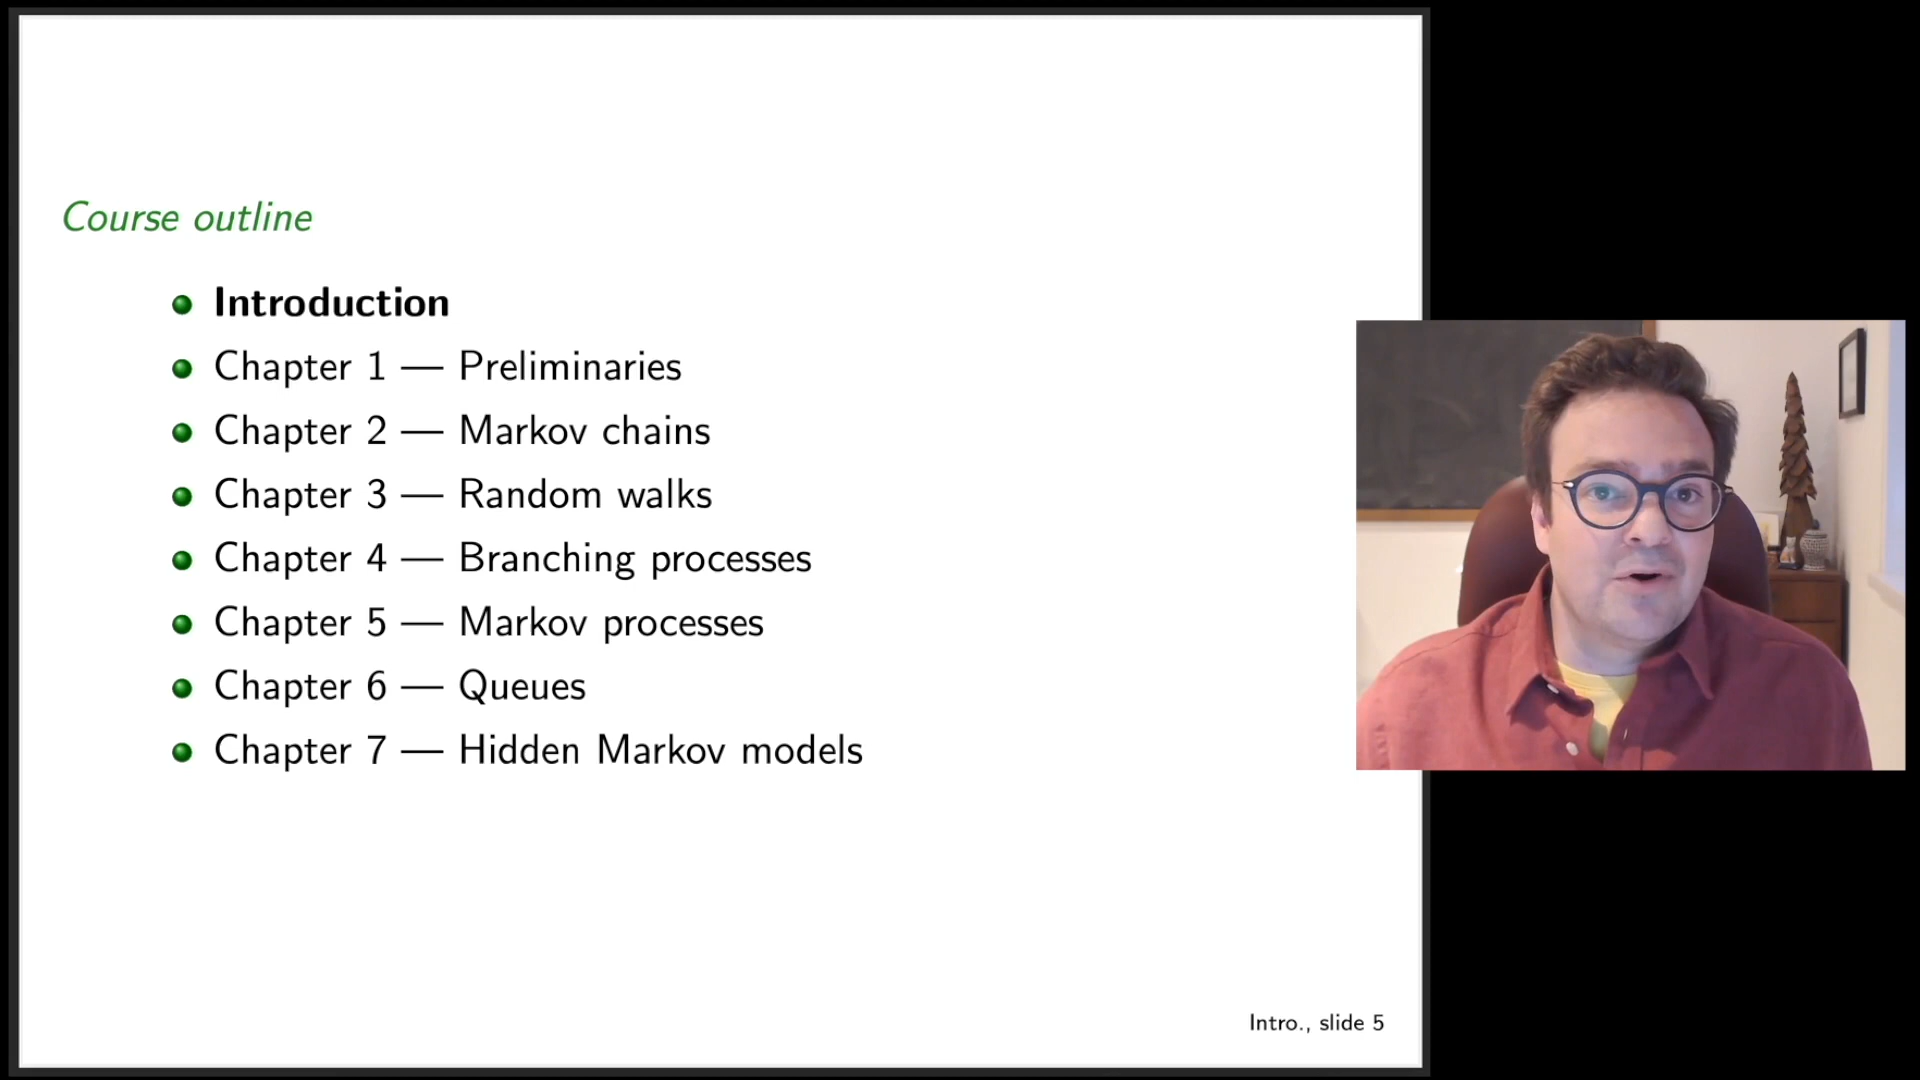 Course outline
Introduction
Chapter 1 — Preliminaries
Chapter 2 — Markov chains
Chapter 3 — Random walks
Chapter 4 — Branching processes
Chapter 5 — Markov processes
Chapter 6 — Queues
Chapter 7 — Hidden Markov models
Intro., slide 5